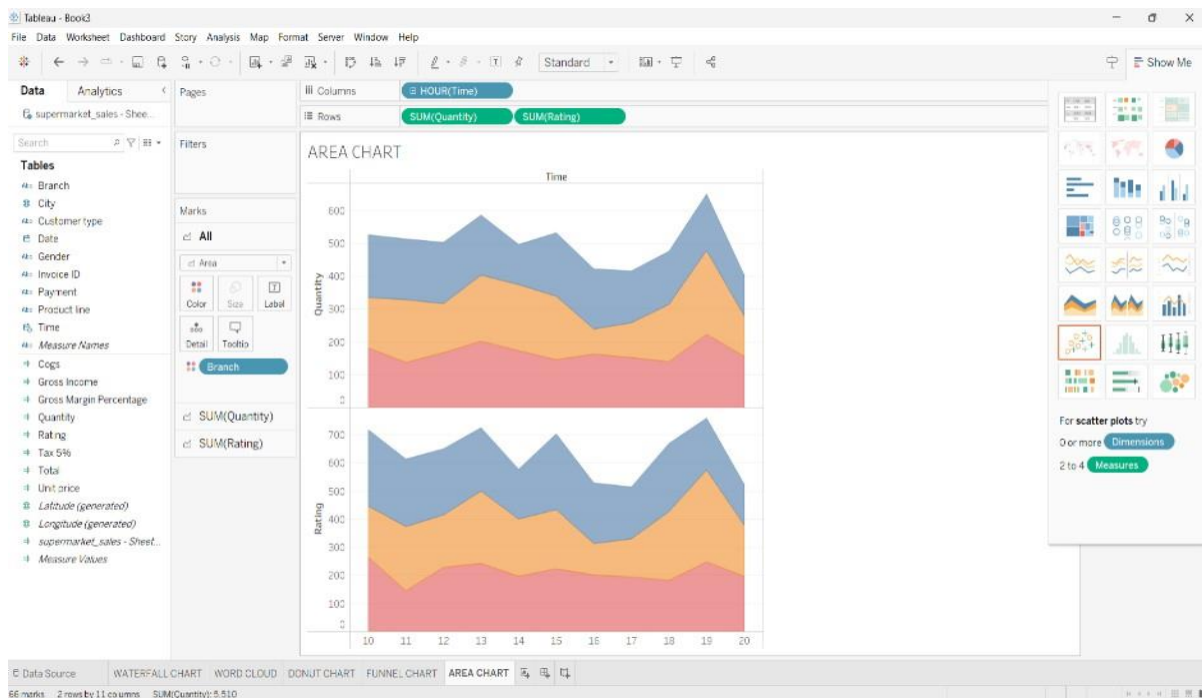 Tableau - Book3
File Data Worksheet Dashboard Story Analysis Map Format Server Window Help
Standard
Show Me
Data Analytics
supermarket_sales - Shee...
Search
Tables
Branch
City
Customer type
Date
Gender
Invoice ID
Payment
Product line
Time
Measure Names
Cogs
Gross Income
Gross Margin Percentage
Quantity
Rating
Tax 5%
Total
Unit price
Latitude (generated)
Longitude (generated)
supermarket_sales - Sheet...
Measure Values
Pages
Filters
Marks
All
Area
Color Size Label
Detail Tooltip
Branch
SUM(Quantity)
SUM(Rating)
Columns HOUR(Time)
Rows SUM(Quantity) SUM(Rating)
AREA CHART
Time
Quantity
600
500
400
300
200
100
0
Rating
700
600
500
400
300
200
100
0
10 11 12 13 14 15 16 17 18 19 20
For scatter plots try
0 or more Dimensions
2 to 4 Measures
Data Source WATERFALL CHART WORD CLOUD DONUT CHART FUNNEL CHART AREA CHART
66 marks 2 rows by 11 columns SUM(Quantity): 5,510